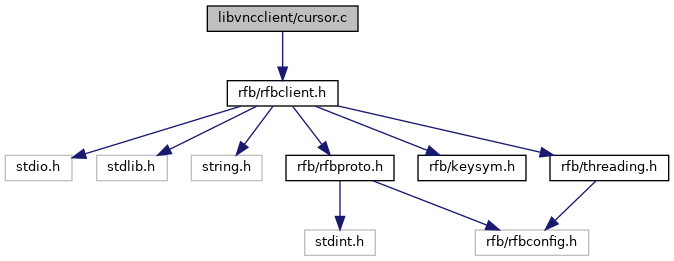 libvncclient/cursor.c
rfb/rfbclient.h
stdio.h
stdlib.h
string.h
rfb/rfbproto.h
rfb/keysym.h
rfb/threading.h
stdint.h
rfb/rfbconfig.h